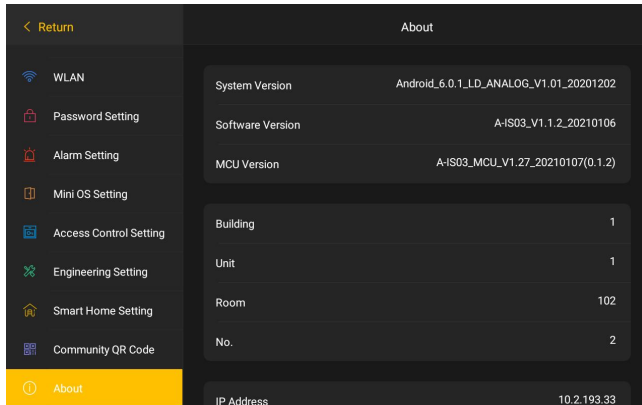 Return
About
WLAN
Password Setting
Alarm Setting
Mini OS Setting
Access Control Setting
Engineering Setting
Smart Home Setting
Community QR Code
About
System Version Android_6.0.1_LD_ANALOG_V1.01_20201202
Software Version A-IS03_V1.1.2_20210106
MCU Version A-IS03_MCU_V1.27_20210107(0.1.2)
Building 1
Unit 1
Room 102
No. 2
IP Address 10.2.193.33